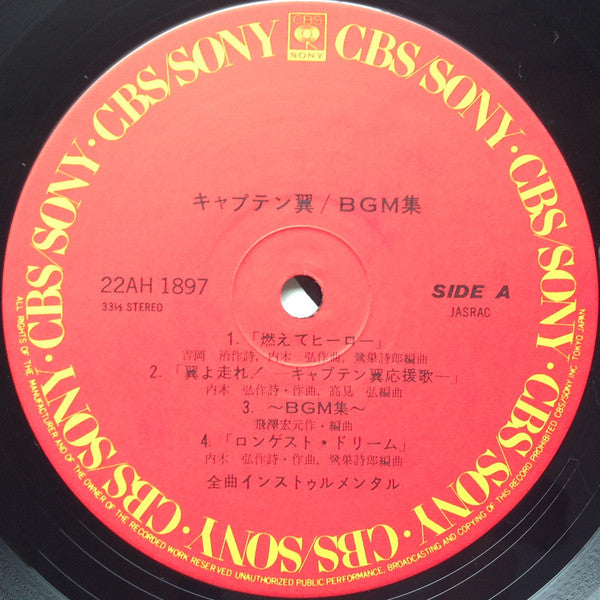 CBS
SONY
CBS/SONY · CBS/SONY · CBS/SONY · CBS/SONY · CBS/SONY · CBS/SONY · CBS/SONY · CBS/SONY
キャプテン翼/BGM集
22AH 1897
33⅓ STEREO
SIDE A
JASRAC
1. 「燃えてヒーロー」
吉岡 治作詩, 内木 弘作曲, 鷺巣詩郎編曲
2. 「翼よ走れ! ―キャプテン翼応援歌―」
内木 弘作詩・作曲, 高見 弘編曲
3. 〜BGM集〜
飛澤宏元作・編曲
4. 「ロンゲスト・ドリーム」
内木 弘作詩・作曲, 鷺巣詩郎編曲
全曲インストゥルメンタル
ALL RIGHTS OF THE MANUFACTURER AND OF THE OWNER OF THE RECORDED WORK RESERVED UNAUTHORIZED PUBLIC PERFORMANCE, BROADCASTING AND COPYING OF THIS RECORD PROHIBITED CBS/SONY INC. TOKYO JAPAN